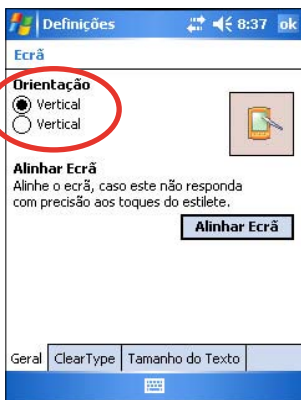 Definições 8:37 ok
Ecrã
Orientação
Vertical
Vertical
Alinhar Ecrã
Alinhe o ecrã, caso este não responda
com precisão aos toques do estilete.
Alinhar Ecrã
Geral ClearType Tamanho do Texto